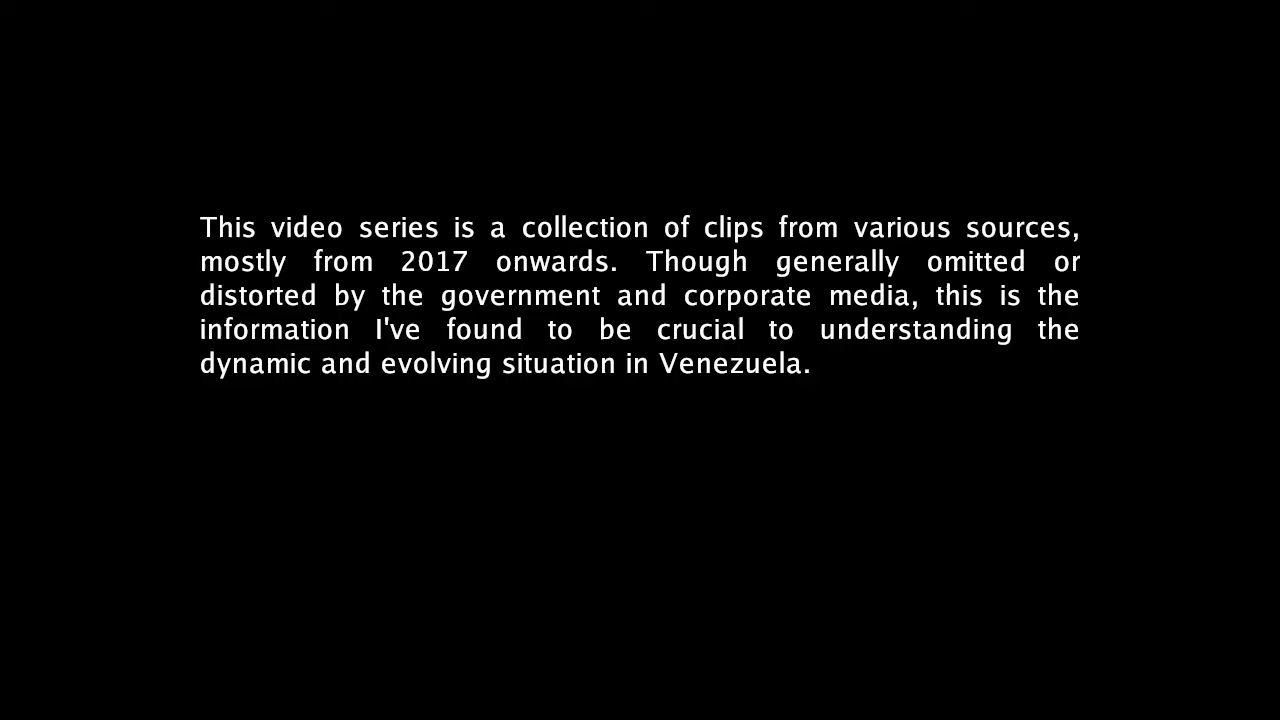 This video series is a collection of clips from various sources,
mostly from 2017 onwards. Though generally omitted or
distorted by the government and corporate media, this is the
information I've found to be crucial to understanding the
dynamic and evolving situation in Venezuela.